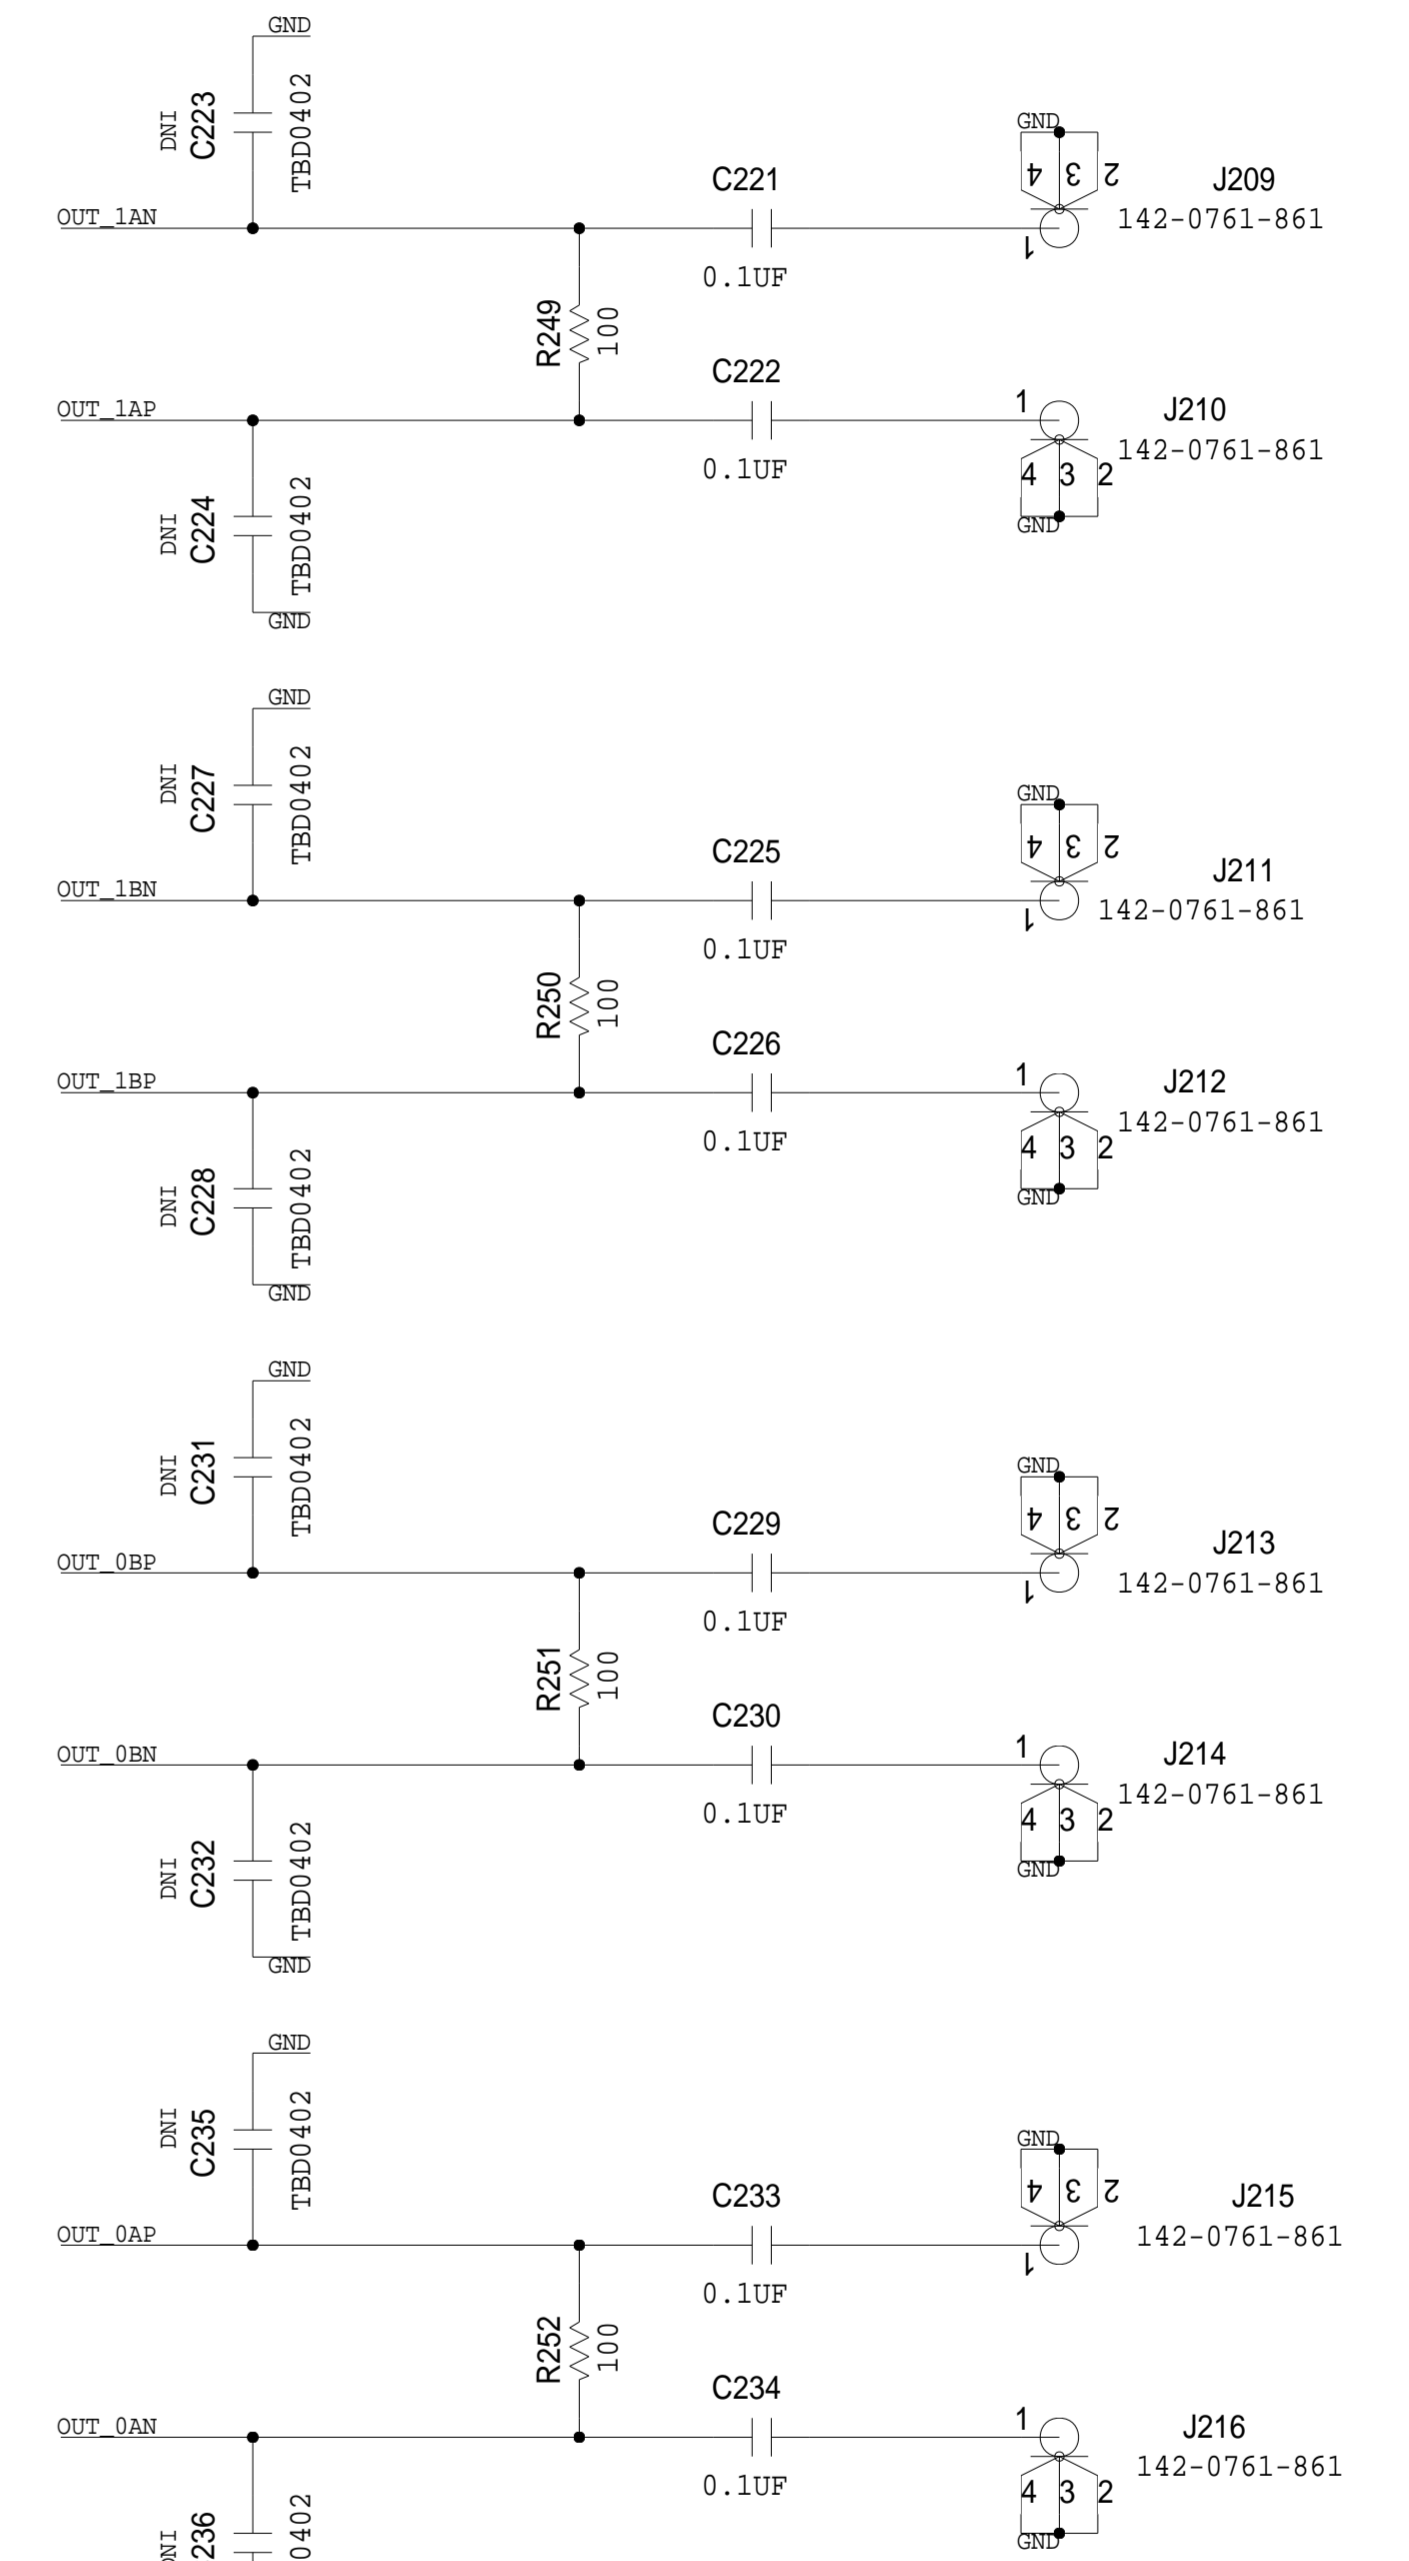 GND
DNI
C223
TBD0402
GND
C221
4 3 2
J209
142-0761-861
OUT_1AN
1
0.1UF
R249
100
C222
OUT_1AP
1
J210
142-0761-861
0.1UF
4 3 2
DNI
C224
TBD0402
GND
GND
GND
DNI
C227
TBD0402
GND
C225
4 3 2
J211
142-0761-861
OUT_1BN
1
0.1UF
R250
100
C226
OUT_1BP
1
J212
142-0761-861
0.1UF
4 3 2
DNI
C228
TBD0402
GND
GND
GND
DNI
C231
TBD0402
GND
C229
4 3 2
J213
142-0761-861
OUT_0BP
1
0.1UF
R251
100
C230
OUT_0BN
1
J214
142-0761-861
0.1UF
4 3 2
DNI
C232
TBD0402
GND
GND
GND
DNI
C235
TBD0402
GND
C233
4 3 2
J215
142-0761-861
OUT_0AP
1
0.1UF
R252
100
C234
OUT_0AN
1
J216
142-0761-861
0.1UF
4 3 2
DNI
236
0402
GND